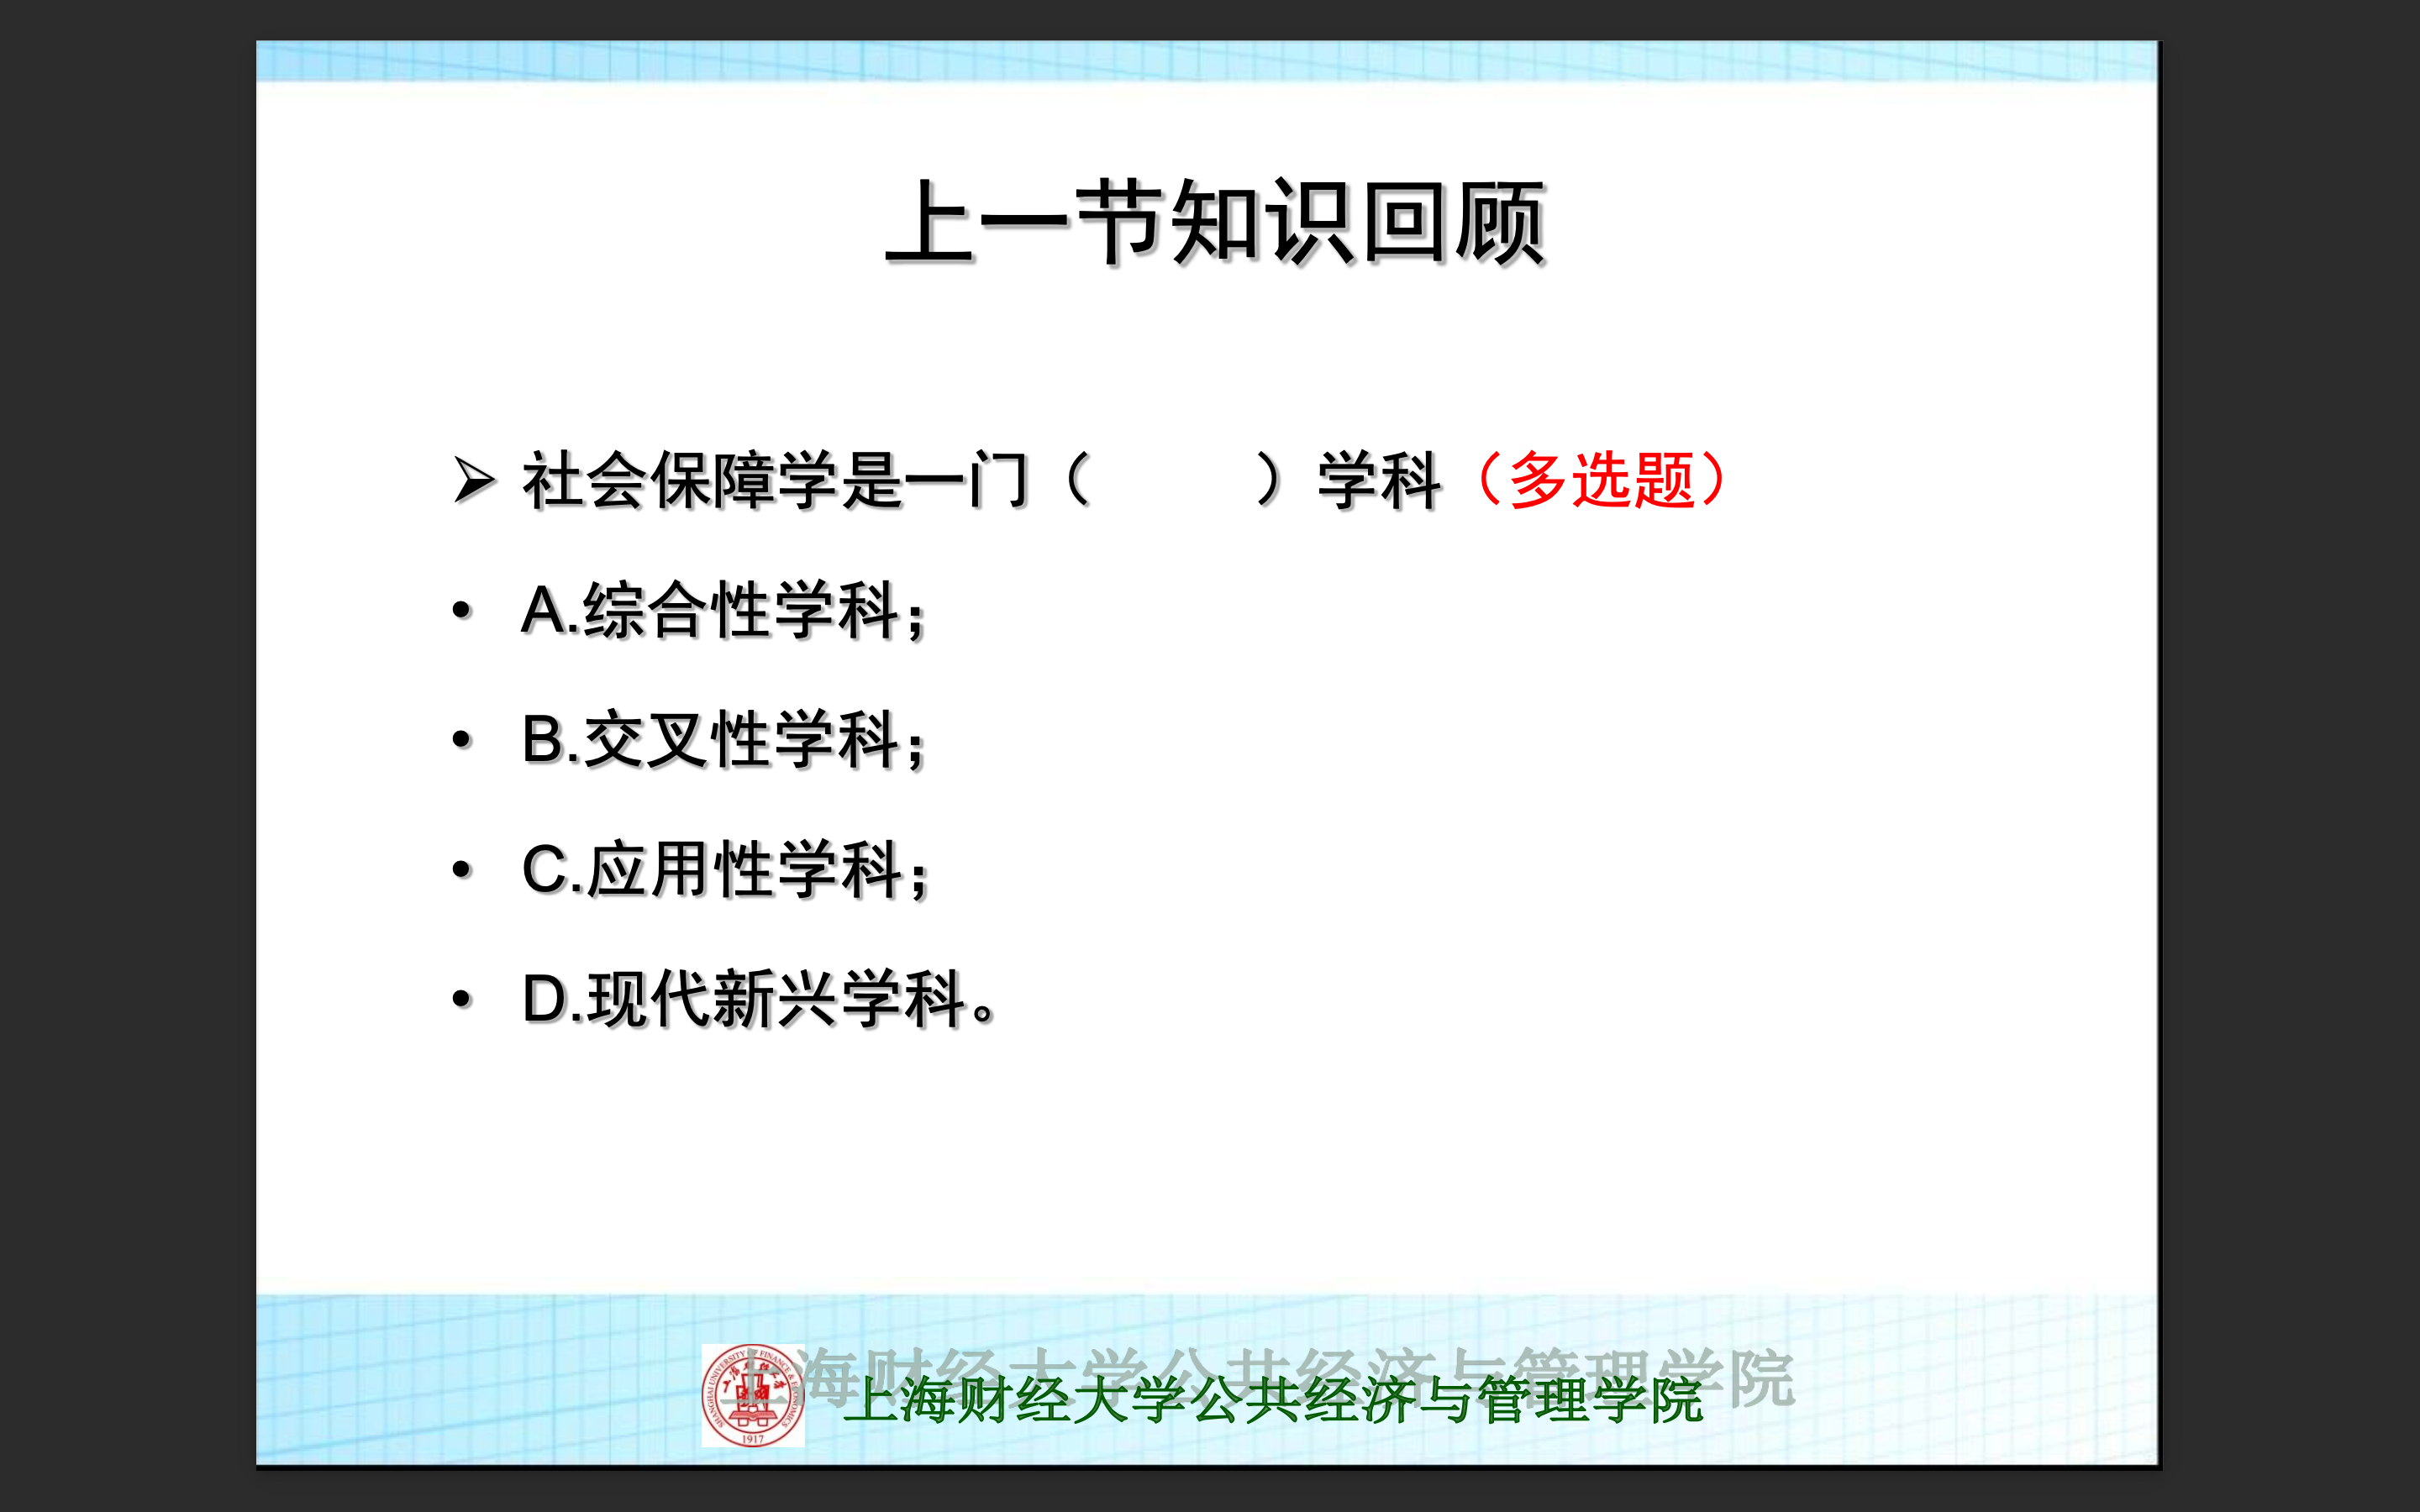 上一节知识回顾
➢ 社会保障学是一门（ ）学科（多选题）
• A.综合性学科；
• B.交叉性学科；
• C.应用性学科；
• D.现代新兴学科。
上海财经大学公共经济与管理学院
上海财经大学公共经济与管理学院
SHANGHAI UNIVERSITY OF FINANCE & ECONOMICS
1917